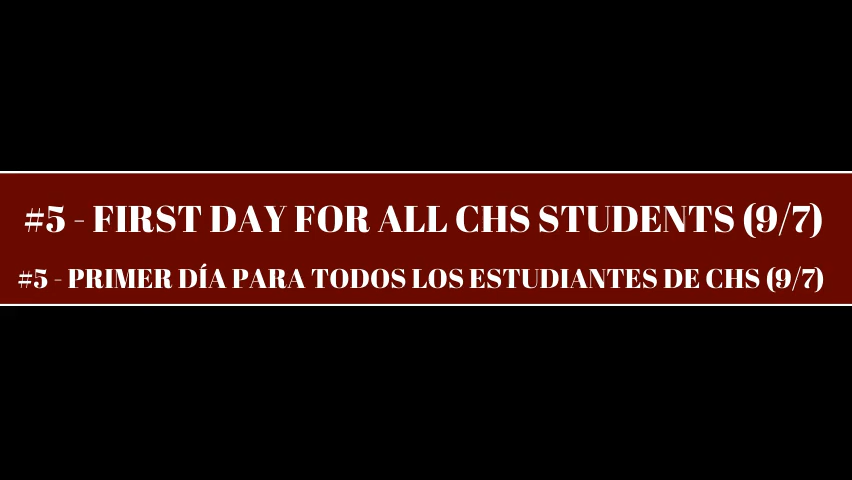 #5 - FIRST DAY FOR ALL CHS STUDENTS (9/7)
#5 - PRIMER DÍA PARA TODOS LOS ESTUDIANTES DE CHS (9/7)